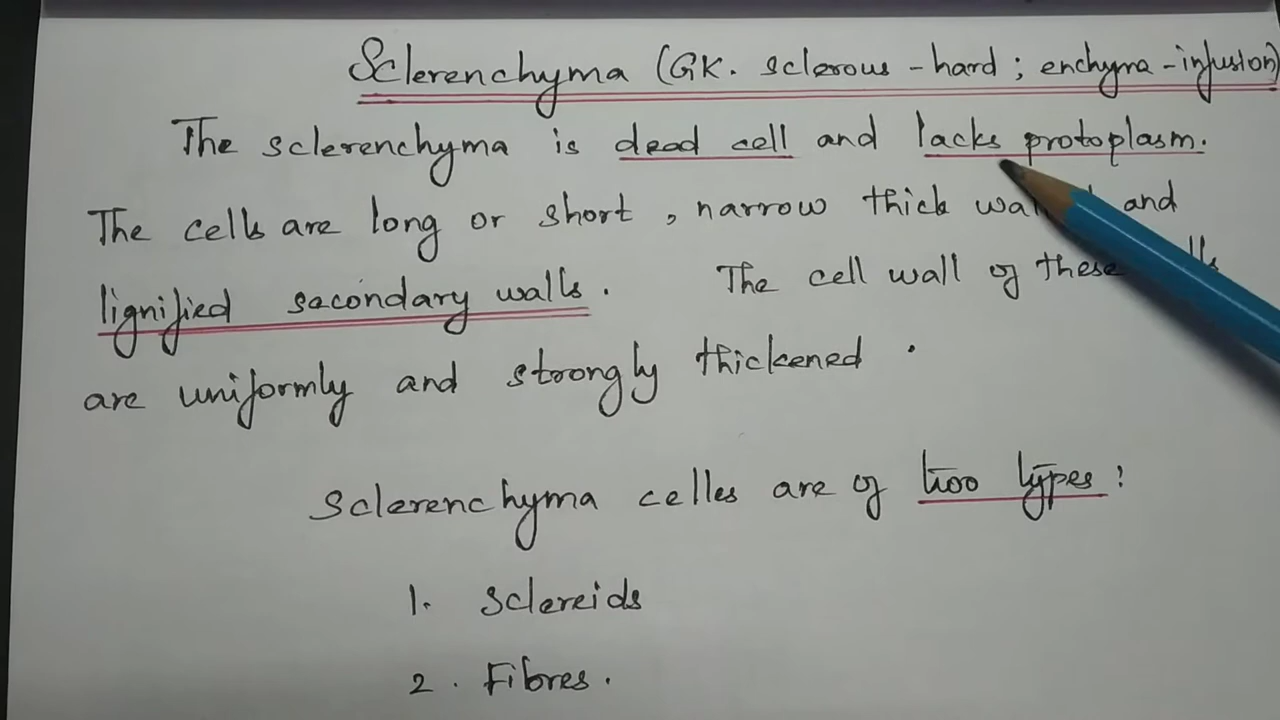 Sclerenchyma (GK. sclerous - hard ; enchyma - infusion)
The sclerenchyma is dead cell and lacks protoplasm.
The cells are long or short , narrow thick and
lignified secondary walls . The cell wall of these
are uniformly and strongly thickened .
Sclerenchyma celles are of two types :
1. Sclereids
2 . Fibres .